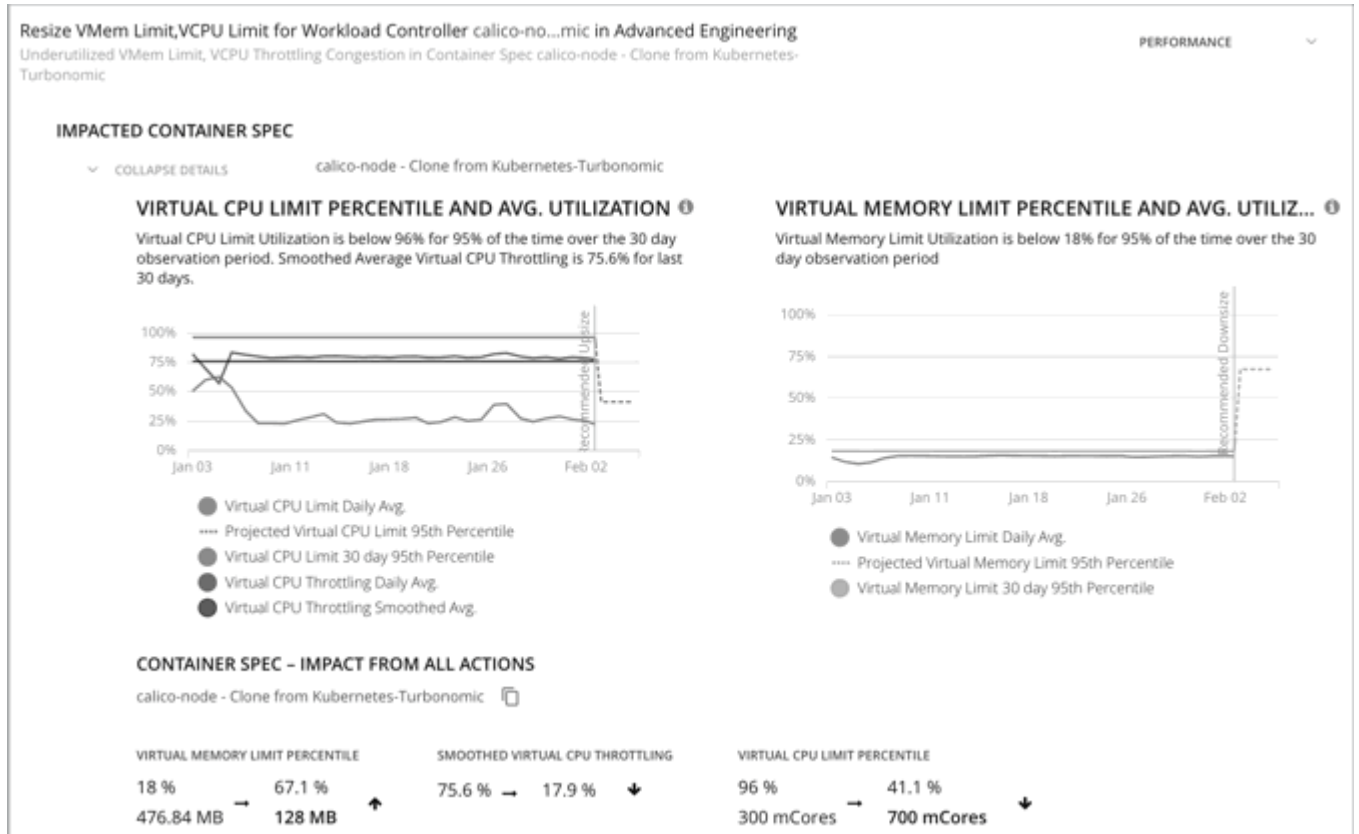 Resize VMem Limit,VCPU Limit for Workload Controller calico-no...mic in Advanced Engineering
Underutilized VMem Limit, VCPU Throttling Congestion in Container Spec calico-node - Clone from Kubernetes-
Turbonomic
PERFORMANCE
IMPACTED CONTAINER SPEC
COLLAPSE DETAILS
calico-node - Clone from Kubernetes-Turbonomic
VIRTUAL CPU LIMIT PERCENTILE AND AVG. UTILIZATION
Virtual CPU Limit Utilization is below 96% for 95% of the time over the 30 day
observation period. Smoothed Average Virtual CPU Throttling is 75.6% for last
30 days.
100%
75%
50%
25%
0%
Recommended Upsize
Jan 03
Jan 11
Jan 18
Jan 26
Feb 02
Virtual CPU Limit Daily Avg.
Projected Virtual CPU Limit 95th Percentile
Virtual CPU Limit 30 day 95th Percentile
Virtual CPU Throttling Daily Avg.
Virtual CPU Throttling Smoothed Avg.
VIRTUAL MEMORY LIMIT PERCENTILE AND AVG. UTILIZ...
Virtual Memory Limit Utilization is below 18% for 95% of the time over the 30
day observation period
100%
75%
50%
25%
0%
Recommended Downsize
Jan 03
Jan 11
Jan 18
Jan 26
Feb 02
Virtual Memory Limit Daily Avg.
Projected Virtual Memory Limit 95th Percentile
Virtual Memory Limit 30 day 95th Percentile
CONTAINER SPEC – IMPACT FROM ALL ACTIONS
calico-node - Clone from Kubernetes-Turbonomic
VIRTUAL MEMORY LIMIT PERCENTILE
18 % → 67.1 %
476.84 MB 128 MB
SMOOTHED VIRTUAL CPU THROTTLING
75.6 % → 17.9 %
VIRTUAL CPU LIMIT PERCENTILE
96 % → 41.1 %
300 mCores 700 mCores